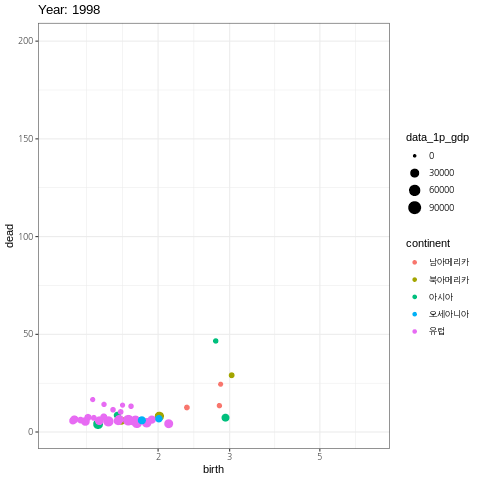 Year: 1998
200
150
100
50
0
dead
2
3
5
birth
data_1p_gdp
0
30000
60000
90000
continent
남아메리카
북아메리카
아시아
오세아니아
유럽